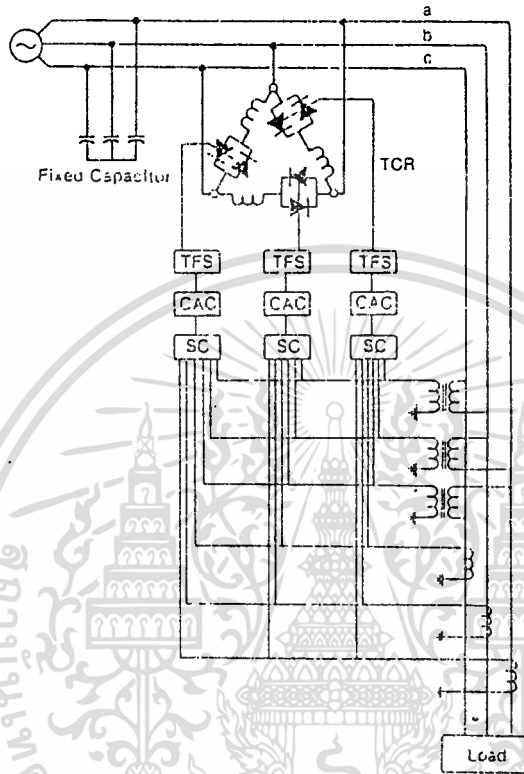 a
b
c
Fixed Capacitor
TCR
TFS TFS TFS
CAC CAC CAC
SC SC SC
Load